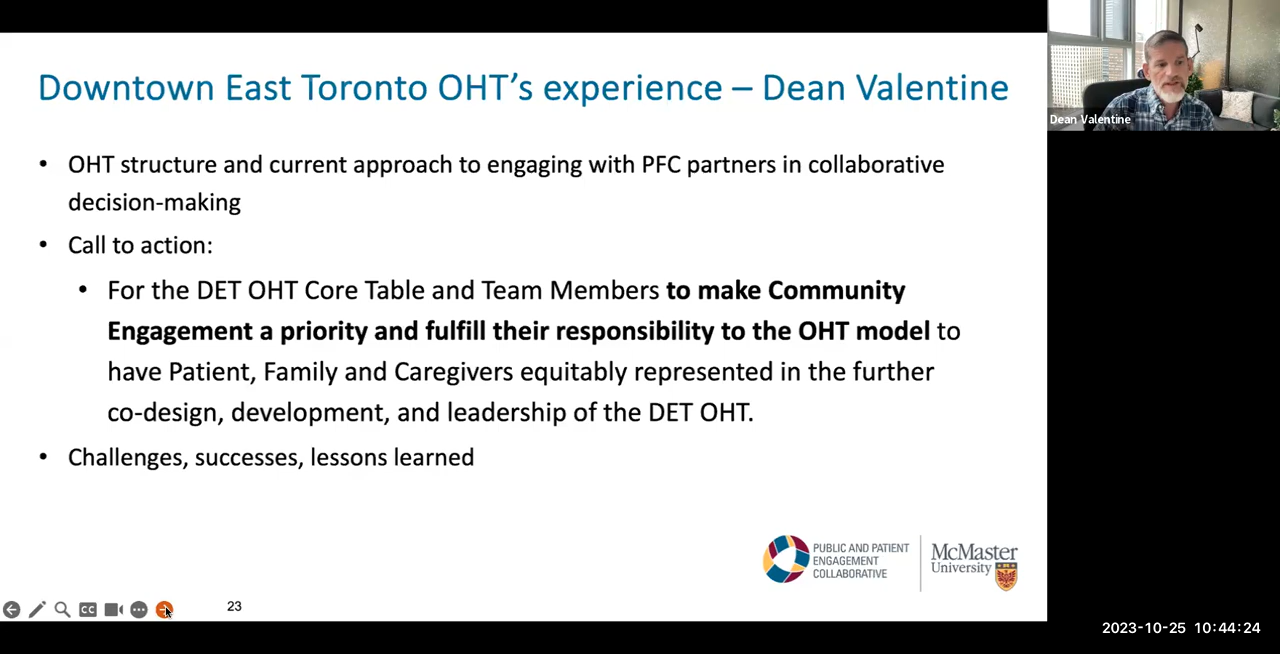 Downtown East Toronto OHT's experience – Dean Valentine
• OHT structure and current approach to engaging with PFC partners in collaborative
decision-making
• Call to action:
• For the DET OHT Core Table and Team Members to make Community
Engagement a priority and fulfill their responsibility to the OHT model to
have Patient, Family and Caregivers equitably represented in the further
co-design, development, and leadership of the DET OHT.
• Challenges, successes, lessons learned
PUBLIC AND PATIENT
ENGAGEMENT
COLLABORATIVE
McMaster
University
CC
23
Dean Valentine
2023-10-25 10:44:24